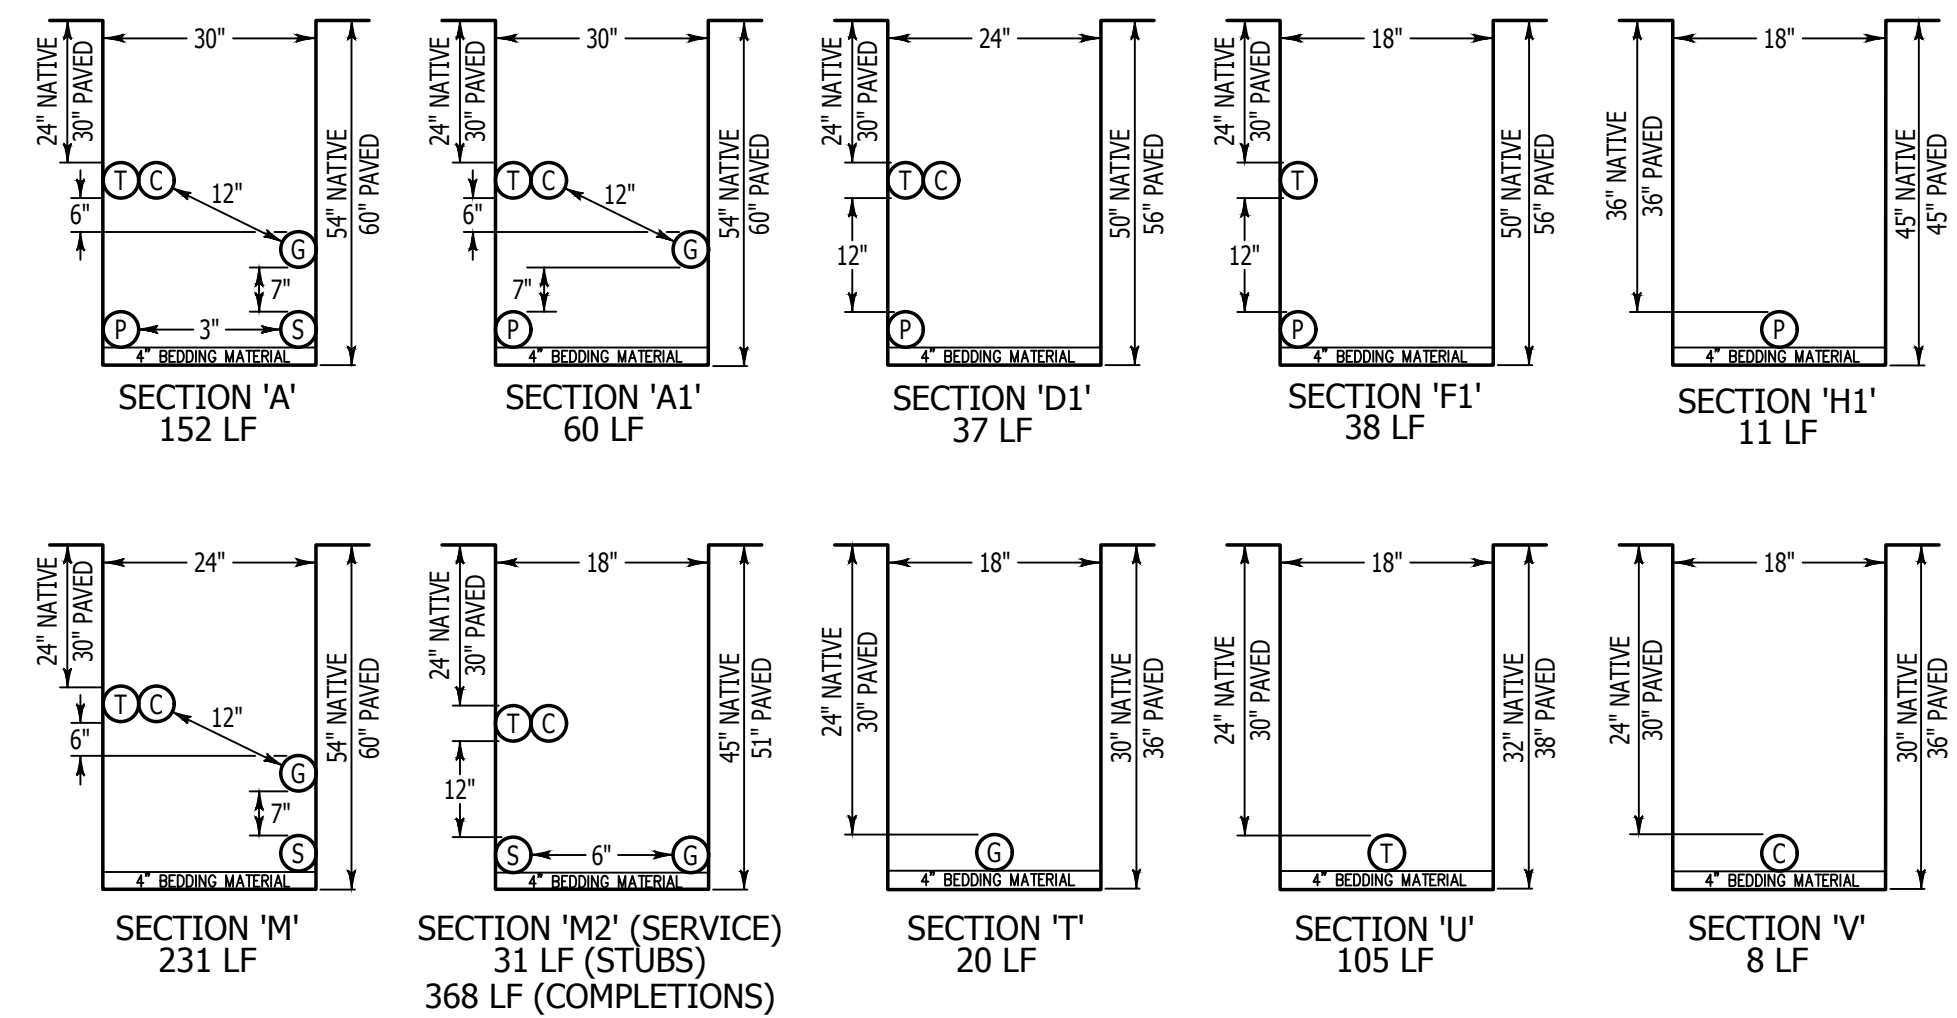 30"
24" NATIVE
30" PAVED
T C
12"
6"
G
7"
P 3" S
54" NATIVE
60" PAVED
4" BEDDING MATERIAL
SECTION 'A'
152 LF
30"
24" NATIVE
30" PAVED
T C
12"
6"
G
7"
P
54" NATIVE
60" PAVED
4" BEDDING MATERIAL
SECTION 'A1'
60 LF
24"
24" NATIVE
30" PAVED
T C
12"
P
50" NATIVE
56" PAVED
4" BEDDING MATERIAL
SECTION 'D1'
37 LF
18"
24" NATIVE
30" PAVED
T
12"
P
50" NATIVE
56" PAVED
4" BEDDING MATERIAL
SECTION 'F1'
38 LF
18"
36" NATIVE
36" PAVED
P
45" NATIVE
45" PAVED
4" BEDDING MATERIAL
SECTION 'H1'
11 LF
24"
24" NATIVE
30" PAVED
T C
12"
6"
G
7"
S
54" NATIVE
60" PAVED
4" BEDDING MATERIAL
SECTION 'M'
231 LF
18"
24" NATIVE
30" PAVED
T C
12"
S 6" G
45" NATIVE
51" PAVED
4" BEDDING MATERIAL
SECTION 'M2' (SERVICE)
31 LF (STUBS)
368 LF (COMPLETIONS)
18"
24" NATIVE
30" PAVED
G
30" NATIVE
36" PAVED
4" BEDDING MATERIAL
SECTION 'T'
20 LF
18"
24" NATIVE
30" PAVED
T
32" NATIVE
38" PAVED
4" BEDDING MATERIAL
SECTION 'U'
105 LF
18"
24" NATIVE
30" PAVED
C
30" NATIVE
36" PAVED
4" BEDDING MATERIAL
SECTION 'V'
8 LF